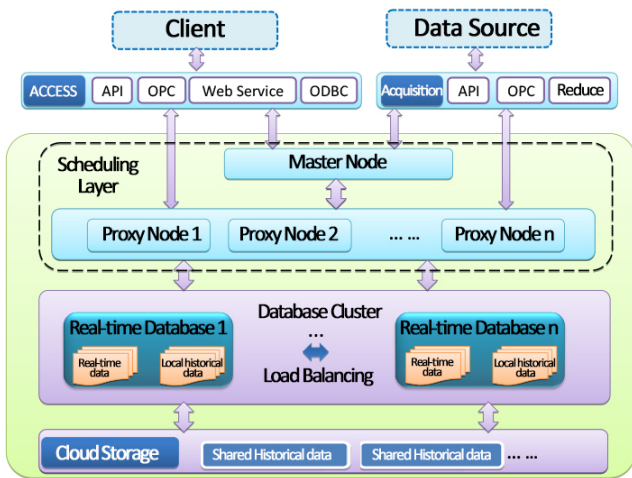 Client
Data Source
ACCESS
API
OPC
Web Service
ODBC
Acquisition
API
OPC
Reduce
Scheduling
Layer
Master Node
Proxy Node 1
Proxy Node 2
... ...
Proxy Node n
Real-time Database 1
Real-time
data
Local historical
data
Database Cluster
...
Load Balancing
Real-time Database n
Real-time
data
Local historical
data
Cloud Storage
Shared Historical data
Shared Historical data
... ...